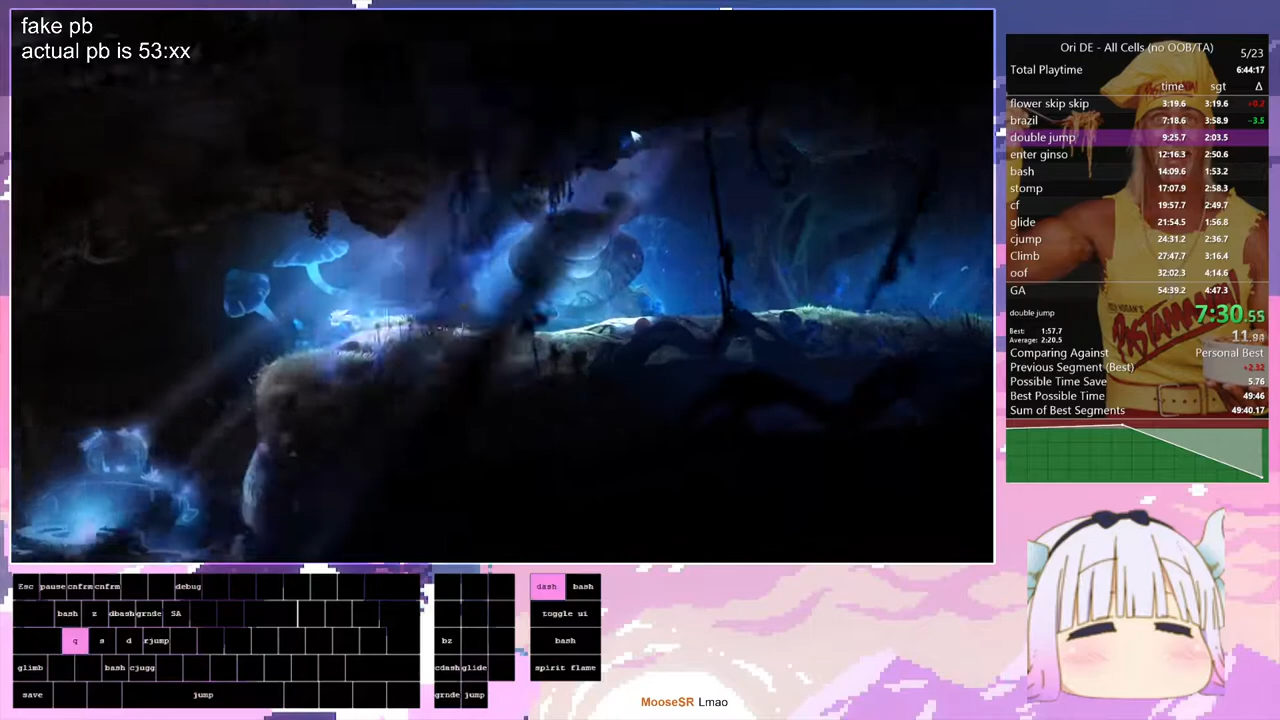 fake pb
actual pb is 53:xx
Ori DE - All Cells (no OOB/TA)
5/23
Total Playtime 6:44:17
time sgt Δ
flower skip skip 3:19.6 3:19.6 +0.2
brazil 7:18.6 3:58.9 −3.5
double jump 9:25.7 2:03.5
enter ginso 12:16.3 2:50.6
bash 14:09.6 1:53.2
stomp 17:07.9 2:58.3
cf 19:57.7 2:49.7
glide 21:54.5 1:56.8
cjump 24:31.2 2:36.7
Climb 27:47.7 3:16.4
oof 32:02.3 4:14.6
GA 54:39.2 4:47.3
double jump 7:30.55
Best: 1:57.7
Average: 2:20.5
11.94
Comparing Against Personal Best
Previous Segment (Best) +2.32
Possible Time Save 5.76
Best Possible Time 49:46
Sum of Best Segments 49:40.17
Esc pause cnfrm cnfrm debug
bash z dbash grnde SA
q s d rjump
glimb bash cjugg
save jump
bz
cdash glide
grnde jump
dash bash
toggle ui
bash
spirit flame
MooseSR Lmao